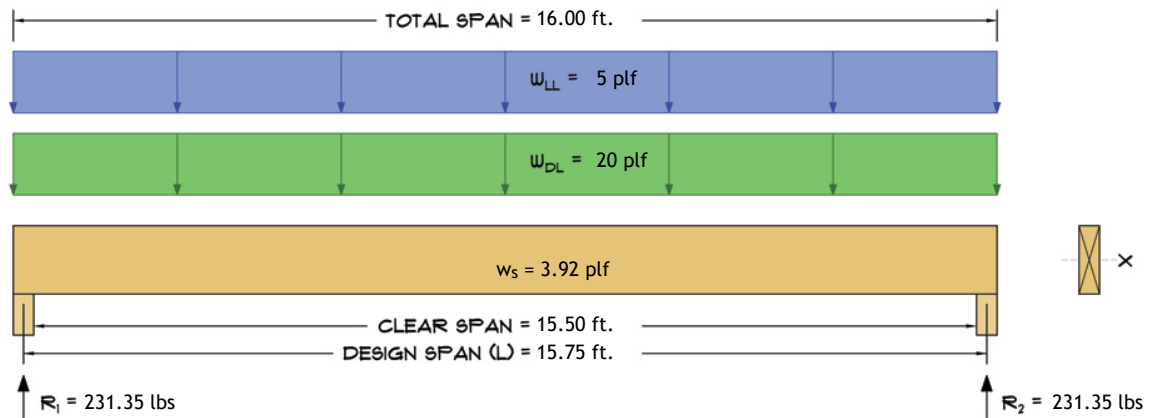 TOTAL SPAN = 16.00 ft.
w_LL = 5 plf
w_DL = 20 plf
ws = 3.92 plf
X
CLEAR SPAN = 15.50 ft.
DESIGN SPAN (L) = 15.75 ft.
R_1 = 231.35 lbs
R_2 = 231.35 lbs